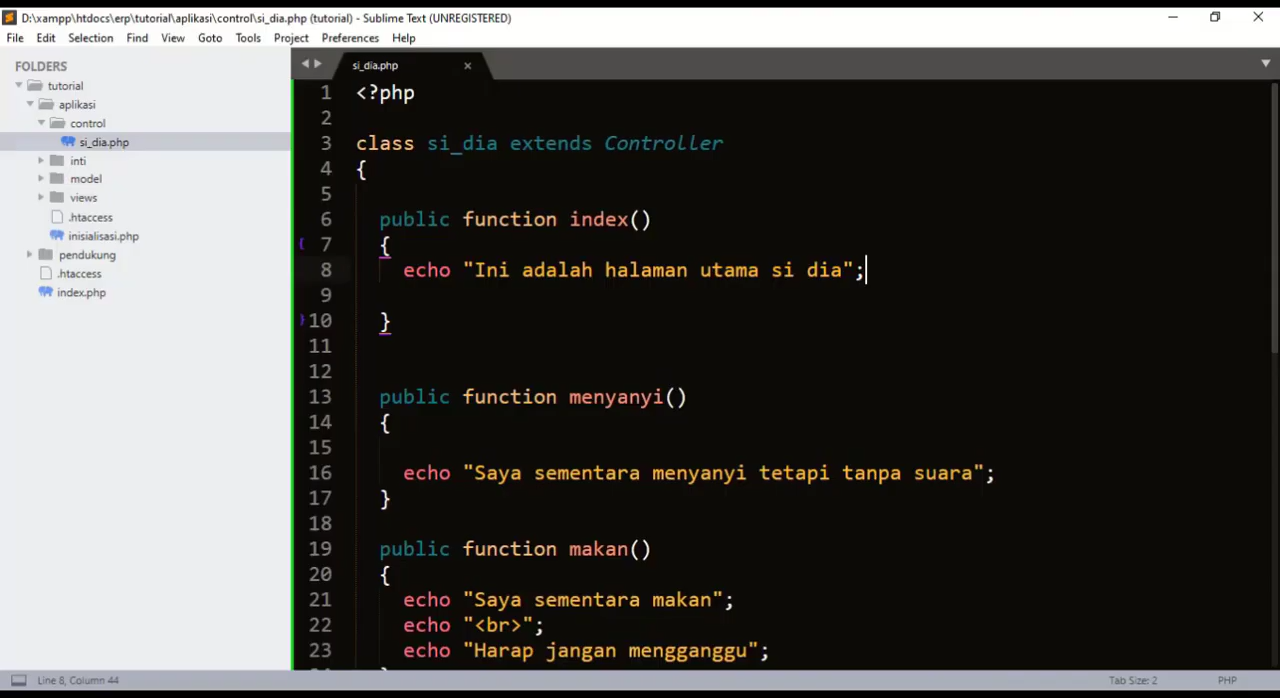 D:\xampp\htdocs\erp\tutorial\aplikasi\control\si_dia.php (tutorial) - Sublime Text (UNREGISTERED)
File Edit Selection Find View Goto Tools Project Preferences Help
FOLDERS
tutorial
aplikasi
control
si_dia.php
inti
model
views
.htaccess
inisialisasi.php
pendukung
.htaccess
index.php
si_dia.php
1 <?php
2
3 class si_dia extends Controller
4 {
5
6 public function index()
7 {
8 echo "Ini adalah halaman utama si dia";
9
10 }
11
12
13 public function menyanyi()
14 {
15
16 echo "Saya sementara menyanyi tetapi tanpa suara";
17 }
18
19 public function makan()
20 {
21 echo "Saya sementara makan";
22 echo "<br>";
23 echo "Harap jangan mengganggu";
Line 8, Column 44
Tab Size: 2
PHP